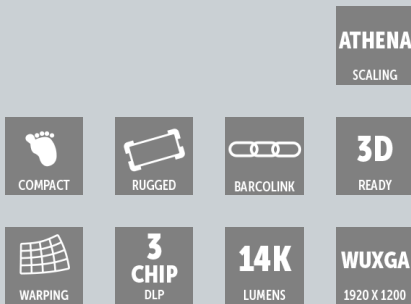 ATHENA
SCALING
COMPACT
RUGGED
BARCOLINK
3D
READY
WARPING
3
CHIP
DLP
14K
LUMENS
WUXGA
1920 X 1200